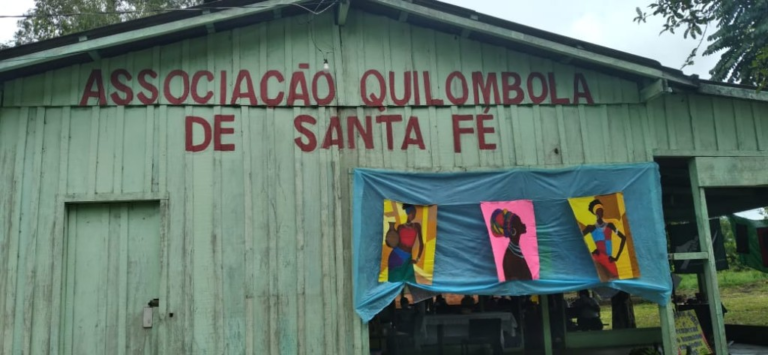 ASSOCIAÇÃO QUILOMBOLA
DE SANTA FÉ